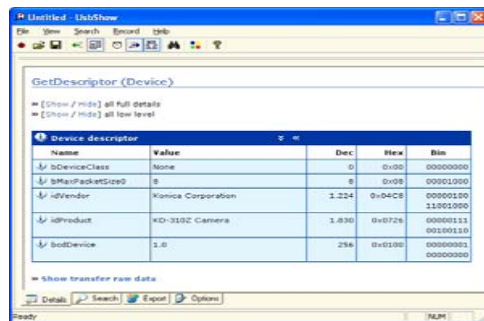 Untitled - UsbShow
File View Search Record Help
GetDescriptor (Device)
[Show / Hide] all full details
[Show / Hide] all low level
Device descriptor
Name Value Dec Hex Bin
bDeviceClass None 0 0x00 00000000
bMaxPacketSize0 8 8 0x08 00001000
idVendor Konica Corporation 1.224 0x04C8 00000100
11001000
idProduct KD-310Z Camera 1.830 0x0726 00000111
00100110
bcdDevice 1.0 256 0x0100 00000001
00000000
Show transfer raw data
Details Search Export Options
Ready NUM